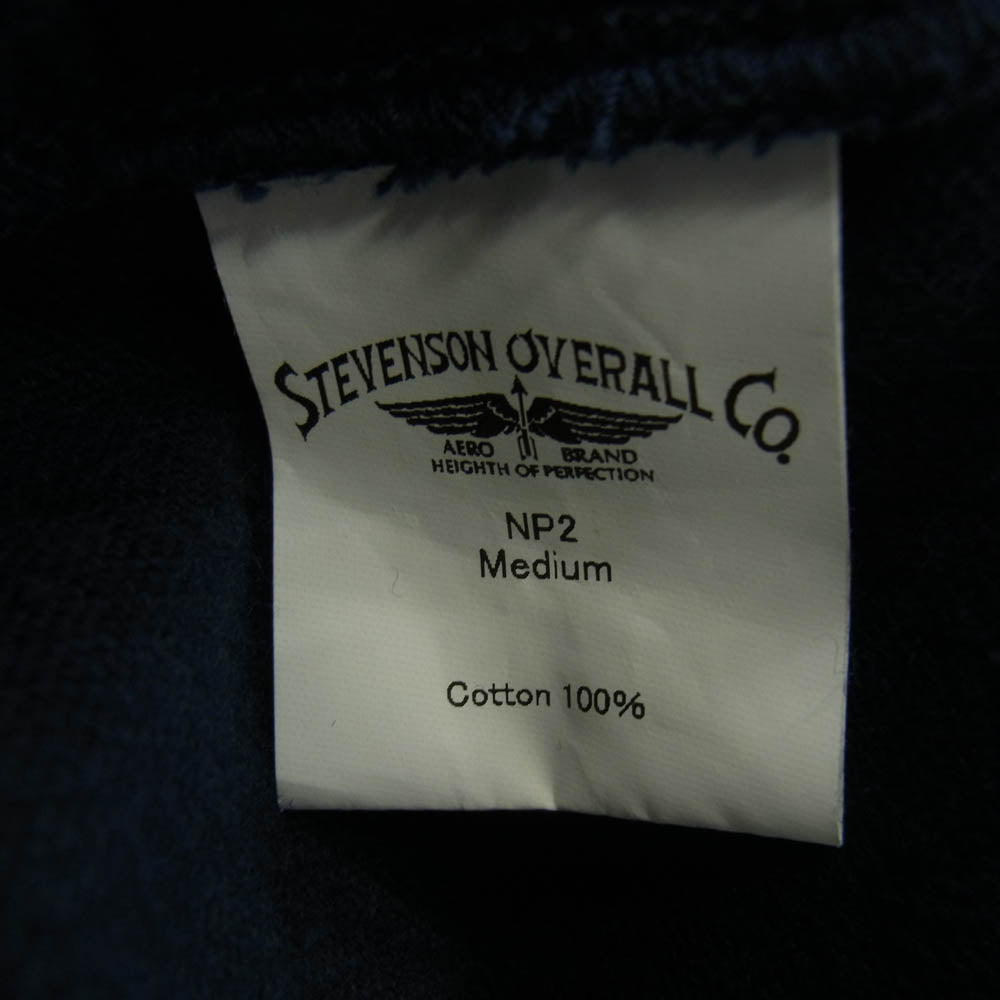 STEVENSON OVERALL CO.
AERO BRAND
HEIGHTH OF PERFECTION
NP2
Medium
Cotton 100%